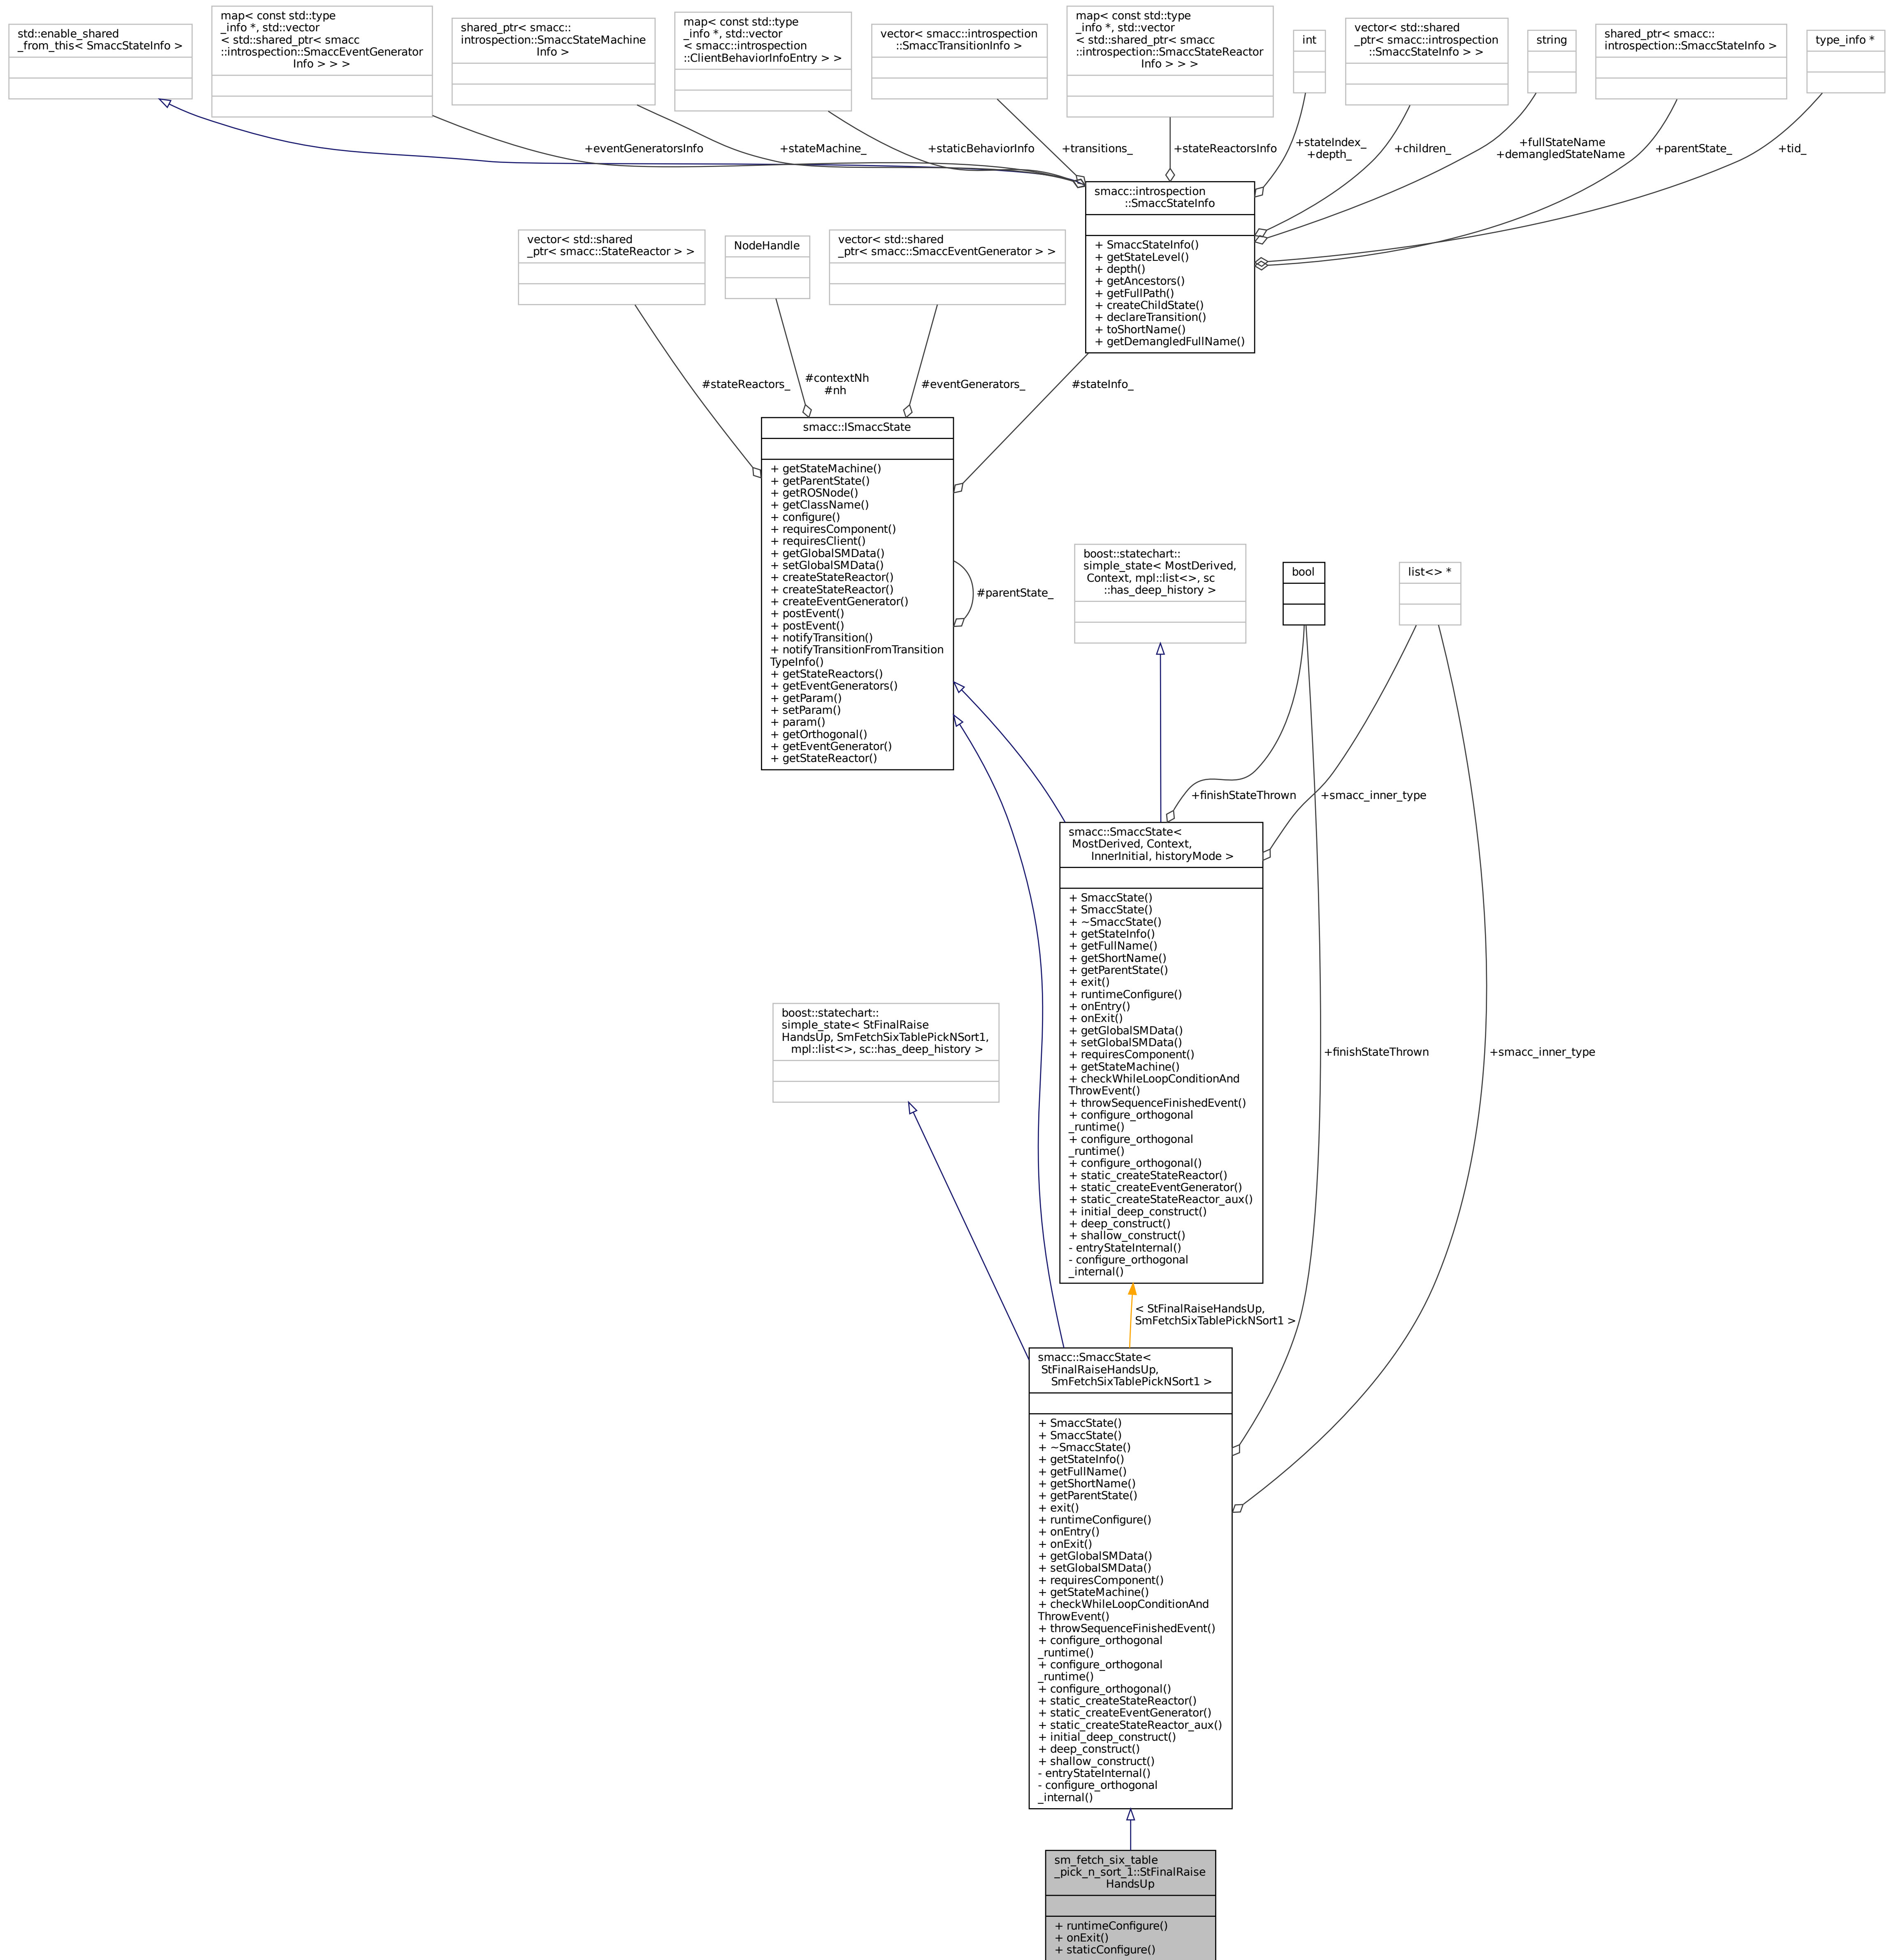 std::enable_shared
_from_this< SmaccStateInfo >
map< const std::type
_info *, std::vector
< std::shared_ptr< smacc
::introspection::SmaccEventGenerator
Info > > >
shared_ptr< smacc::
introspection::SmaccStateMachine
Info >
map< const std::type
_info *, std::vector
< smacc::introspection
::ClientBehaviorInfoEntry > >
vector< smacc::introspection
::SmaccTransitionInfo >
map< const std::type
_info *, std::vector
< std::shared_ptr< smacc
::introspection::SmaccStateReactor
Info > > >
int
vector< std::shared
_ptr< smacc::introspection
::SmaccStateInfo > >
string
shared_ptr< smacc::
introspection::SmaccStateInfo >
type_info *
+eventGeneratorsInfo
+stateMachine_
+staticBehaviorInfo
+transitions_
+stateReactorsInfo
+stateIndex_
+depth_
+children_
+fullStateName
+demangledStateName
+parentState_
+tid_
smacc::introspection
::SmaccStateInfo
+ SmaccStateInfo()
+ getStateLevel()
+ depth()
+ getAncestors()
+ getFullPath()
+ createChildState()
+ declareTransition()
+ toShortName()
+ getDemangledFullName()
vector< std::shared
_ptr< smacc::StateReactor > >
NodeHandle
vector< std::shared
_ptr< smacc::SmaccEventGenerator > >
#stateReactors_
#contextNh
#nh
#eventGenerators_
#stateInfo_
smacc::ISmaccState
+ getStateMachine()
+ getParentState()
+ getROSNode()
+ getClassName()
+ configure()
+ requiresComponent()
+ requiresClient()
+ getGlobalSMData()
+ setGlobalSMData()
+ createStateReactor()
+ createStateReactor()
+ createEventGenerator()
+ postEvent()
+ postEvent()
+ notifyTransition()
+ notifyTransitionFromTransition
TypeInfo()
+ getStateReactors()
+ getEventGenerators()
+ getParam()
+ setParam()
+ param()
+ getOrthogonal()
+ getEventGenerator()
+ getStateReactor()
#parentState_
boost::statechart::
simple_state< MostDerived,
Context, mpl::list<>, sc
::has_deep_history >
bool
list<> *
+finishStateThrown
+smacc_inner_type
smacc::SmaccState<
MostDerived, Context,
InnerInitial, historyMode >
+ SmaccState()
+ SmaccState()
+ ~SmaccState()
+ getStateInfo()
+ getFullName()
+ getShortName()
+ getParentState()
+ exit()
+ runtimeConfigure()
+ onEntry()
+ onExit()
+ getGlobalSMData()
+ setGlobalSMData()
+ requiresComponent()
+ getStateMachine()
+ checkWhileLoopConditionAnd
ThrowEvent()
+ throwSequenceFinishedEvent()
+ configure_orthogonal
_runtime()
+ configure_orthogonal
_runtime()
+ configure_orthogonal()
+ static_createStateReactor()
+ static_createEventGenerator()
+ static_createStateReactor_aux()
+ initial_deep_construct()
+ deep_construct()
+ shallow_construct()
- entryStateInternal()
- configure_orthogonal
_internal()
boost::statechart::
simple_state< StFinalRaise
HandsUp, SmFetchSixTablePickNSort1,
mpl::list<>, sc::has_deep_history >
+finishStateThrown
+smacc_inner_type
< StFinalRaiseHandsUp,
SmFetchSixTablePickNSort1 >
smacc::SmaccState<
StFinalRaiseHandsUp,
SmFetchSixTablePickNSort1 >
+ SmaccState()
+ SmaccState()
+ ~SmaccState()
+ getStateInfo()
+ getFullName()
+ getShortName()
+ getParentState()
+ exit()
+ runtimeConfigure()
+ onEntry()
+ onExit()
+ getGlobalSMData()
+ setGlobalSMData()
+ requiresComponent()
+ getStateMachine()
+ checkWhileLoopConditionAnd
ThrowEvent()
+ throwSequenceFinishedEvent()
+ configure_orthogonal
_runtime()
+ configure_orthogonal
_runtime()
+ configure_orthogonal()
+ static_createStateReactor()
+ static_createEventGenerator()
+ static_createStateReactor_aux()
+ initial_deep_construct()
+ deep_construct()
+ shallow_construct()
- entryStateInternal()
- configure_orthogonal
_internal()
sm_fetch_six_table
_pick_n_sort_1::StFinalRaise
HandsUp
+ runtimeConfigure()
+ onExit()
+ staticConfigure()